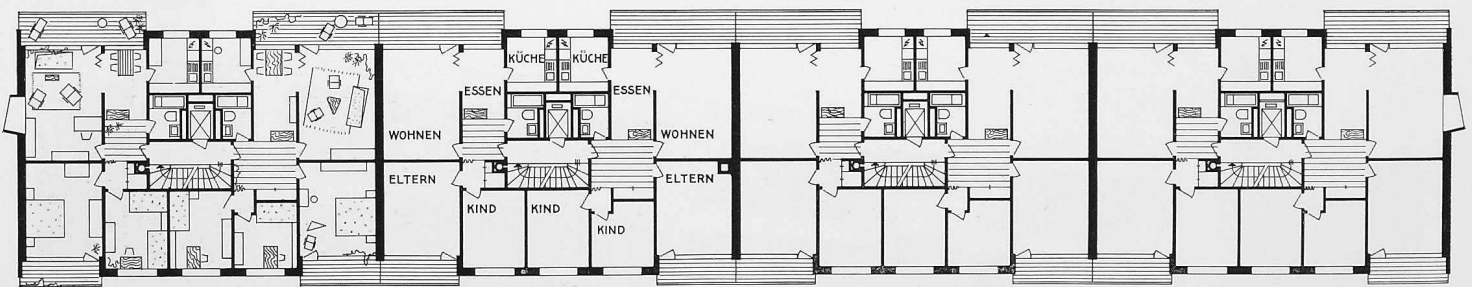 KÜCHE KÜCHE
ESSEN ESSEN
WOHNEN WOHNEN
ELTERN ELTERN
KIND KIND
KIND